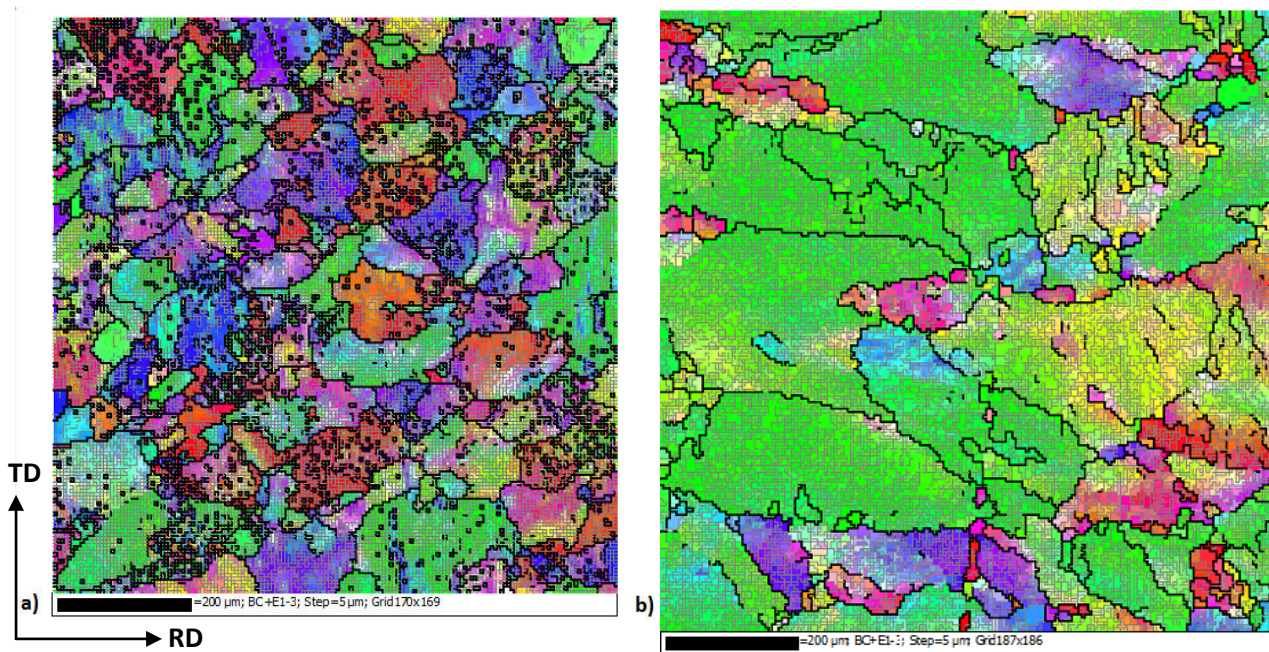 TD
a)
=200 µm; BC+E1-3; Step=5 µm; Grid170x169
RD
b)
=200 µm; BC+E1-3; Step=5 µm; Grid187x186